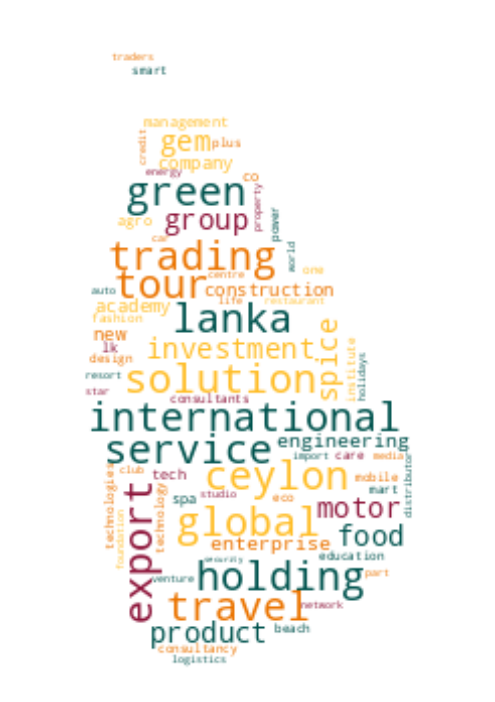 traders
smart
management
credit
gem
plus
company
energy
co
green
property
group
power
agro
car
trading
world
centre
one
tour
construction
auto
life
restaurant
academy
fashion
lanka
new
lk
investment
spice
institute
holidays
design
resort
solution
star
consultants
international
service
engineering
import
care
media
distributor
club
tech
ceylon
mobile
technologies
technology
export
foundation
spa
studio
eco
mart
motor
global
food
enterprise
education
security
venture
holding
part
travel
network
product
beach
consultancy
logistics